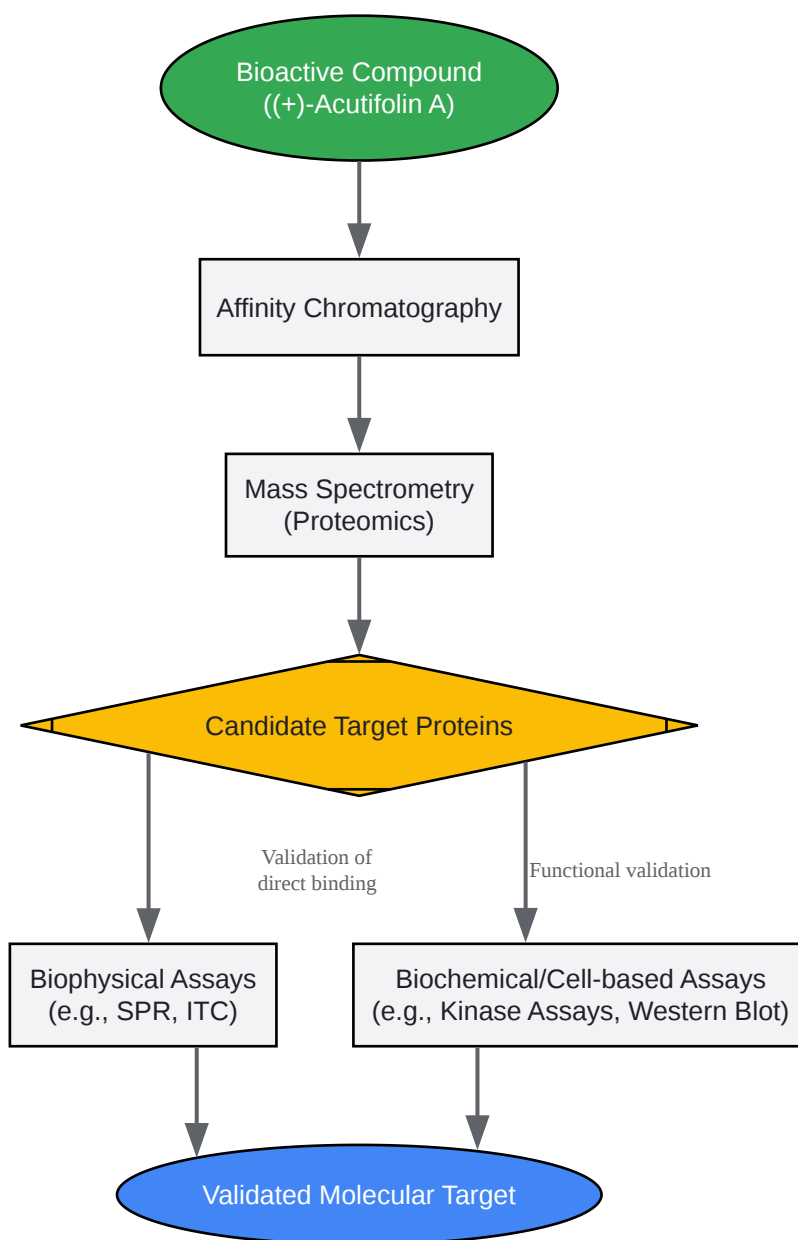 Bioactive Compound
((+)-Acutifolin A)
Affinity Chromatography
Mass Spectrometry
(Proteomics)
Candidate Target Proteins
Validation of
direct binding
Functional validation
Biophysical Assays
(e.g., SPR, ITC)
Biochemical/Cell-based Assays
(e.g., Kinase Assays, Western Blot)
Validated Molecular Target